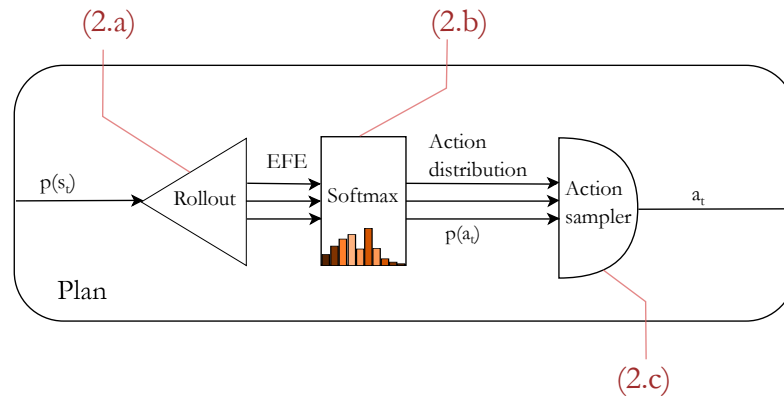 (2.a)
(2.b)
p(sₜ)
Rollout
EFE
Softmax
Action
distribution
p(aₜ)
Action
sampler
aₜ
Plan
(2.c)